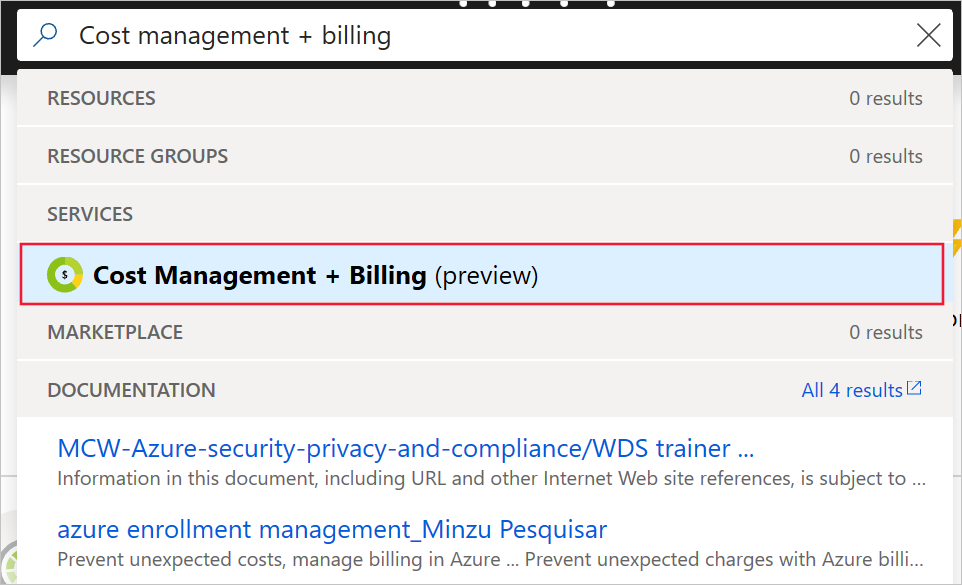 Cost management + billing
RESOURCES 0 results
RESOURCE GROUPS 0 results
SERVICES
$ Cost Management + Billing (preview)
MARKETPLACE 0 results
DOCUMENTATION All 4 results
MCW-Azure-security-privacy-and-compliance/WDS trainer ...
Information in this document, including URL and other Internet Web site references, is subject to ...
azure enrollment management_Minzu Pesquisar
Prevent unexpected costs, manage billing in Azure ... Prevent unexpected charges with Azure billi...